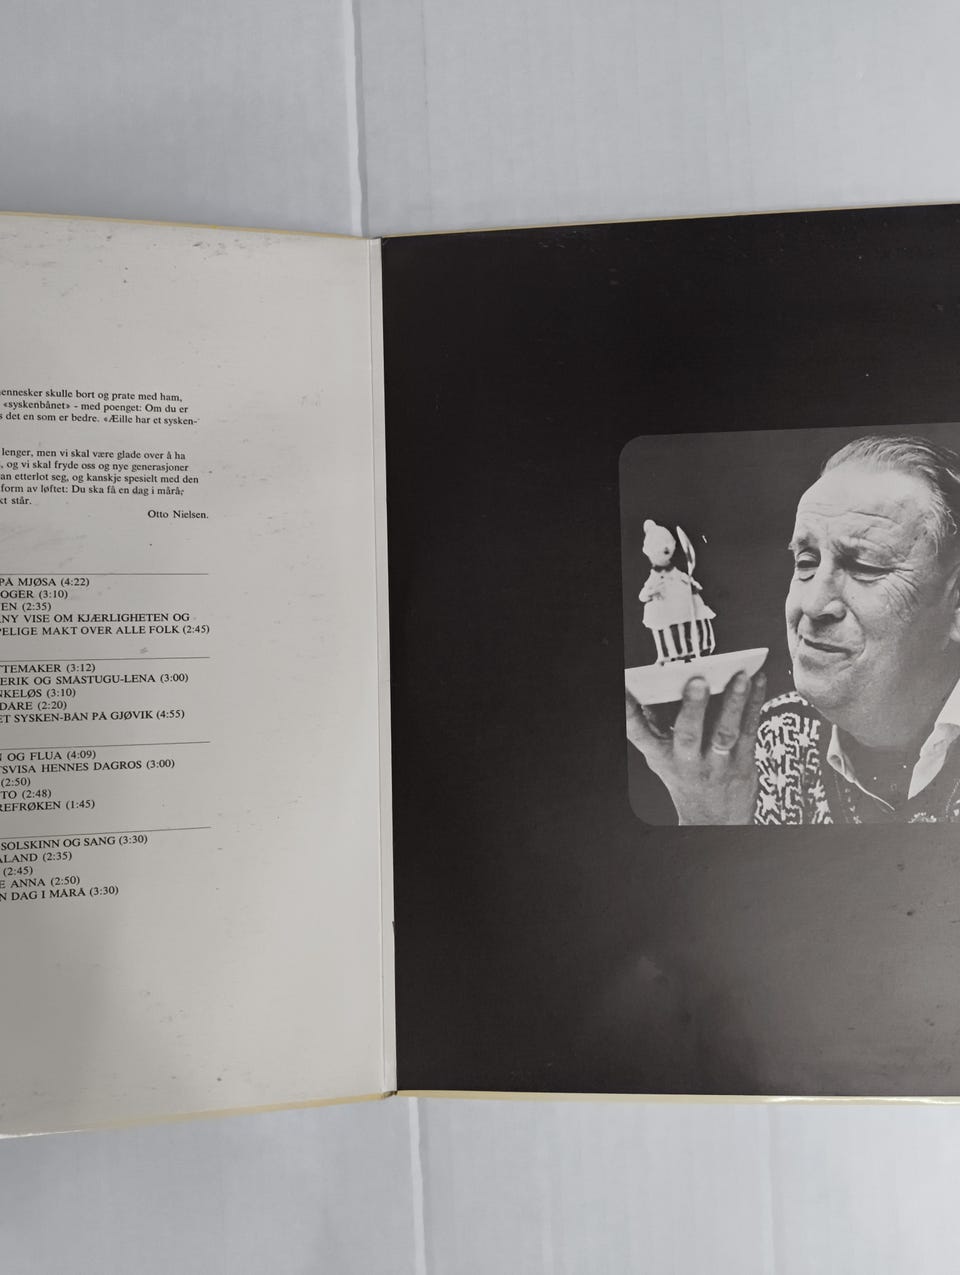 ennesker skulle bort og prate med ham,
«syskenbånet» - med poenget: Om du er
s det en som er bedre. «Æille har et sysken-
lenger, men vi skal være glade over å ha
, og vi skal fryde oss og nye generasjoner
an etterlot seg, og kanskje spesielt med den
form av løftet: Du ska få en dag i mårå,
kt står.
Otto Nielsen.
PÅ MJØSA (4:22)
OGER (3:10)
EN (2:35)
NY VISE OM KJÆRLIGHETEN OG
PELIGE MAKT OVER ALLE FOLK (2:45)
TTEMAKER (3:12)
ERIK OG SMÅSTUGU-LENA (3:00)
NKELØS (3:10)
DARE (2:20)
ET SYSKEN-BÅN PÅ GJØVIK (4:55)
N OG FLUA (4:09)
TSVISA HENNES DAGROS (3:00)
(2:50)
TO (2:48)
REFRØKEN (1:45)
SOLSKINN OG SANG (3:30)
ALAND (2:35)
(2:45)
E ANNA (2:50)
N DAG I MÅRÅ (3:30)